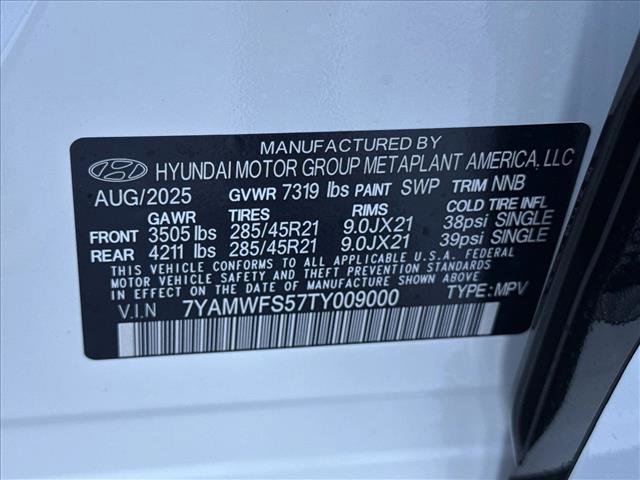 MANUFACTURED BY
HYUNDAI MOTOR GROUP METAPLANT AMERICA, LLC
AUG/2025 GVWR 7319 lbs PAINT SWP TRIM NNB
GAWR TIRES RIMS COLD TIRE INFL
FRONT 3505 lbs 285/45R21 9.0JX21 38psi SINGLE
REAR 4211 lbs 285/45R21 9.0JX21 39psi SINGLE
THIS VEHICLE CONFORMS TO ALL APPLICABLE U.S.A. FEDERAL
MOTOR VEHICLE SAFETY AND THEFT PREVENTION STANDARDS
IN EFFECT ON THE DATE OF MANUFACTURE SHOWN ABOVE.
V.I.N 7YAMWFS57TY009000 TYPE:MPV